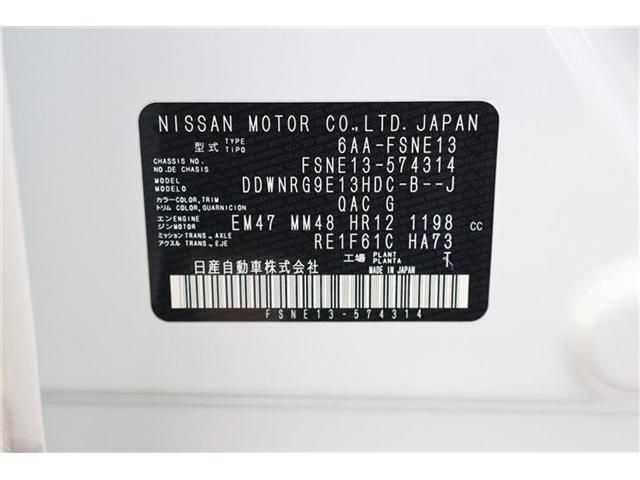 NISSAN MOTOR CO.,LTD. JAPAN
型式 TYPE TIPO 6AA-FSNE13
CHASSIS NO. NO.DE CHASSIS FSNE13-574314
MODEL MODELO DDWNRG9E13HDC-B--J
カラー COLOR,TRIM トリム COLOR, GUARNICIÓN QAC G
エンジン ENGINE ジンMOTOR EM47 MM48 HR12 1198 CC
ミッション TRANS., AXLE アクスル TRANS., EJE RE1F61C HA73
工場 PLANT PLANTA T
日産自動車株式会社 MADE IN JAPAN
FSNE13-574314